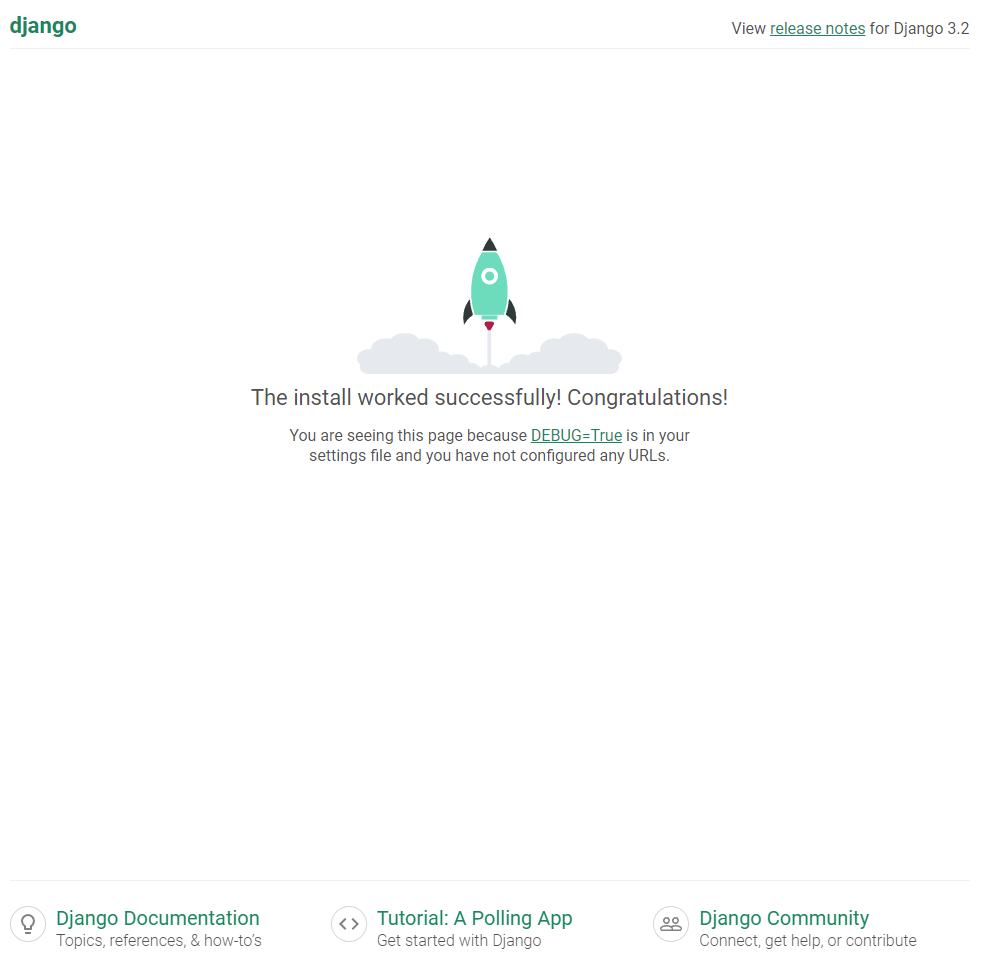 django
View release notes for Django 3.2
The install worked successfully! Congratulations!
You are seeing this page because DEBUG=True is in your
settings file and you have not configured any URLs.
Django Documentation
Topics, references, & how-to’s
Tutorial: A Polling App
Get started with Django
Django Community
Connect, get help, or contribute